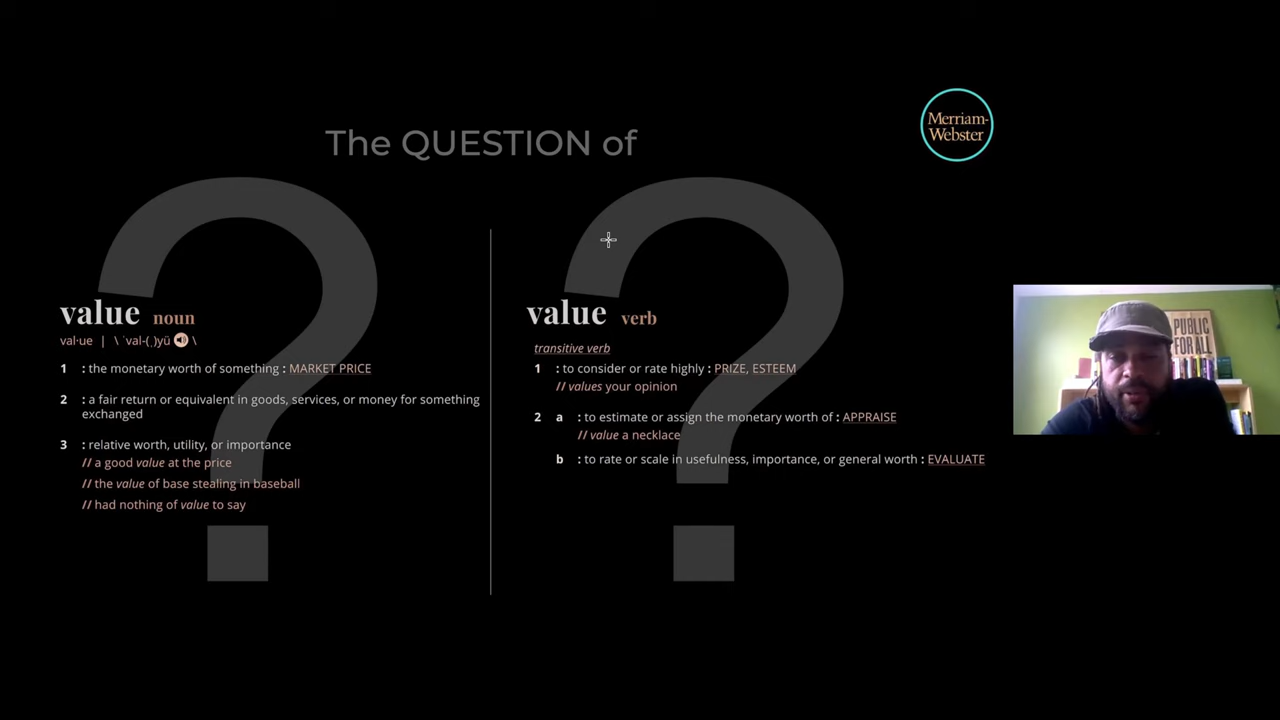 The QUESTION of
Merriam-
Webster
value noun
val·ue | \ ˈval-(ˌ)yü \
1 : the monetary worth of something : MARKET PRICE
2 : a fair return or equivalent in goods, services, or money for something
exchanged
3 : relative worth, utility, or importance
// a good value at the price
// the value of base stealing in baseball
// had nothing of value to say
value verb
transitive verb
1 : to consider or rate highly : PRIZE, ESTEEM
// values your opinion
2 a : to estimate or assign the monetary worth of : APPRAISE
// value a necklace
b : to rate or scale in usefulness, importance, or general worth : EVALUATE
? ?
PUBLIC
FOR ALL